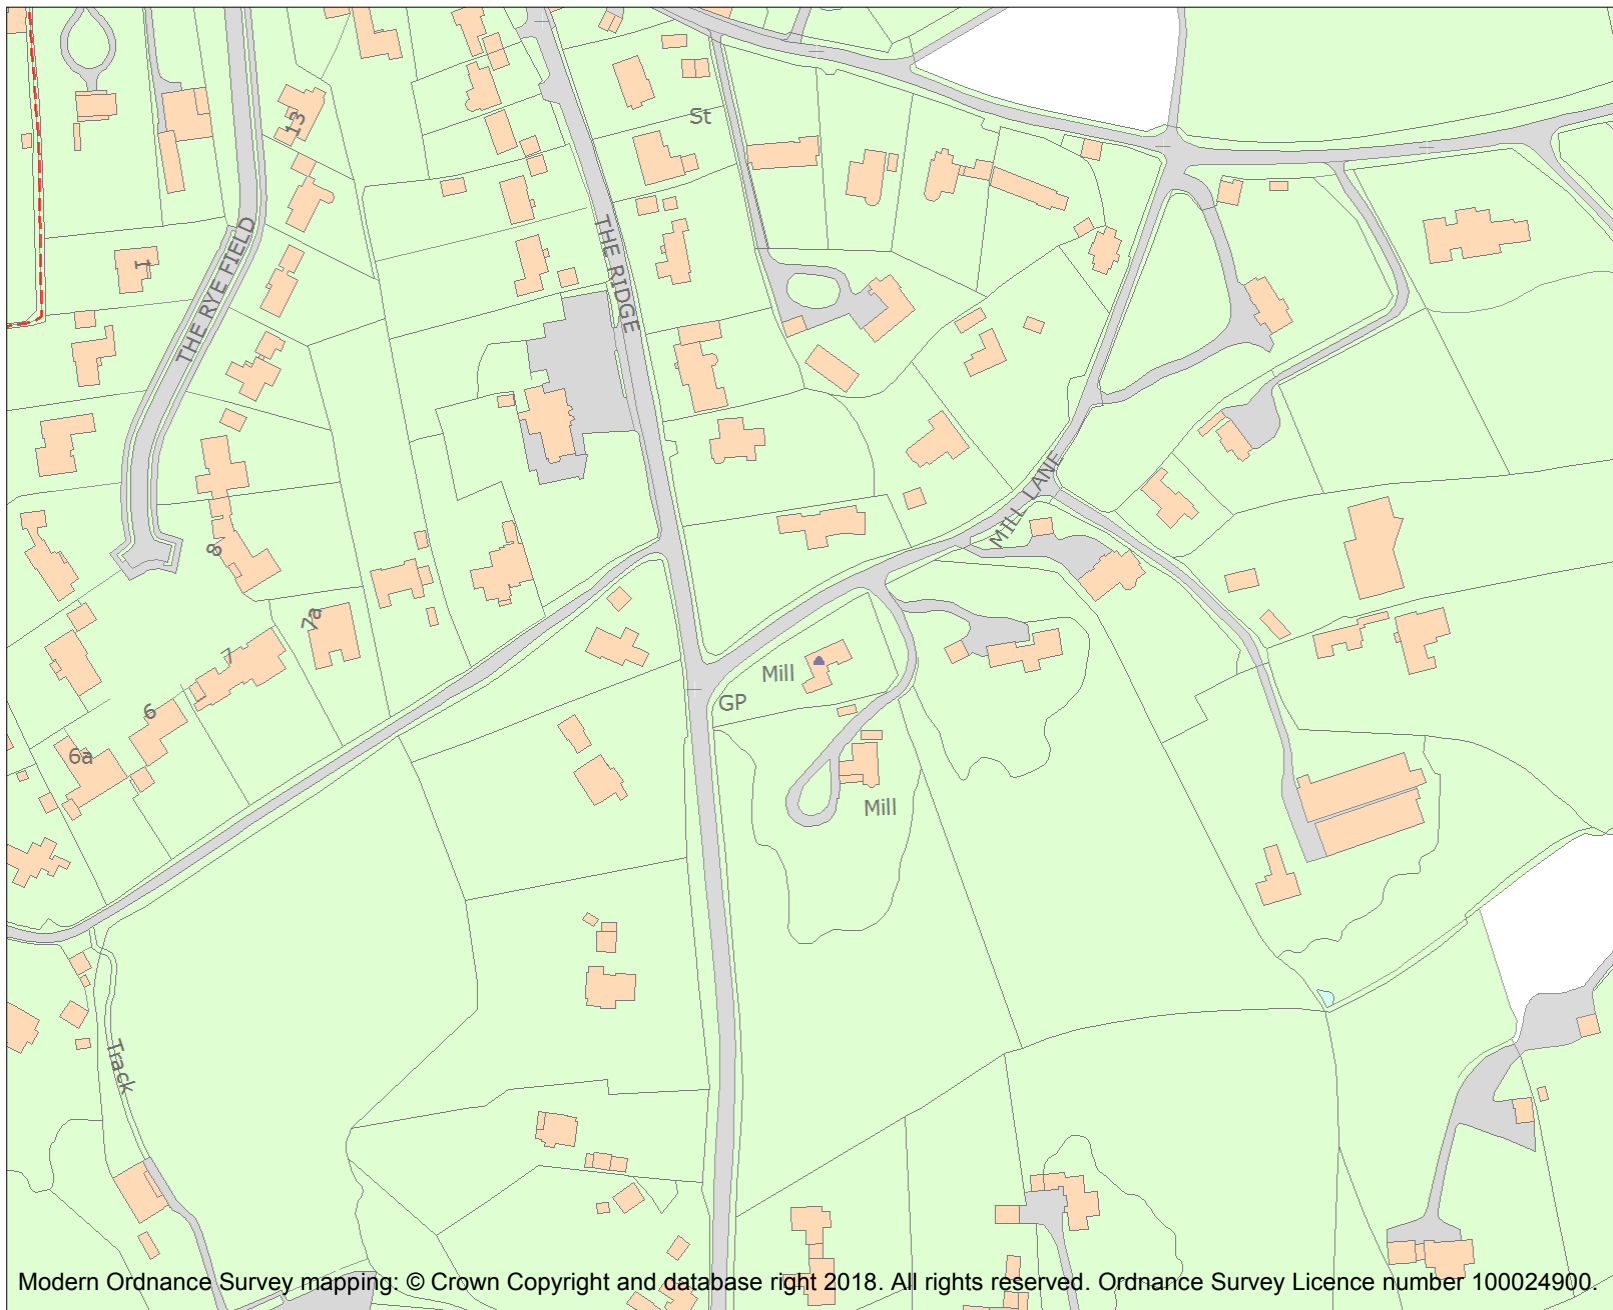 St
13
THE RIDGE
THE RYE FIELD
1
MILL LANE
8
7a
7
Mill
6
GP
6a
Mill
Track
Modern Ordnance Survey mapping: © Crown Copyright and database right 2018. All rights reserved. Ordnance Survey Licence number 100024900.